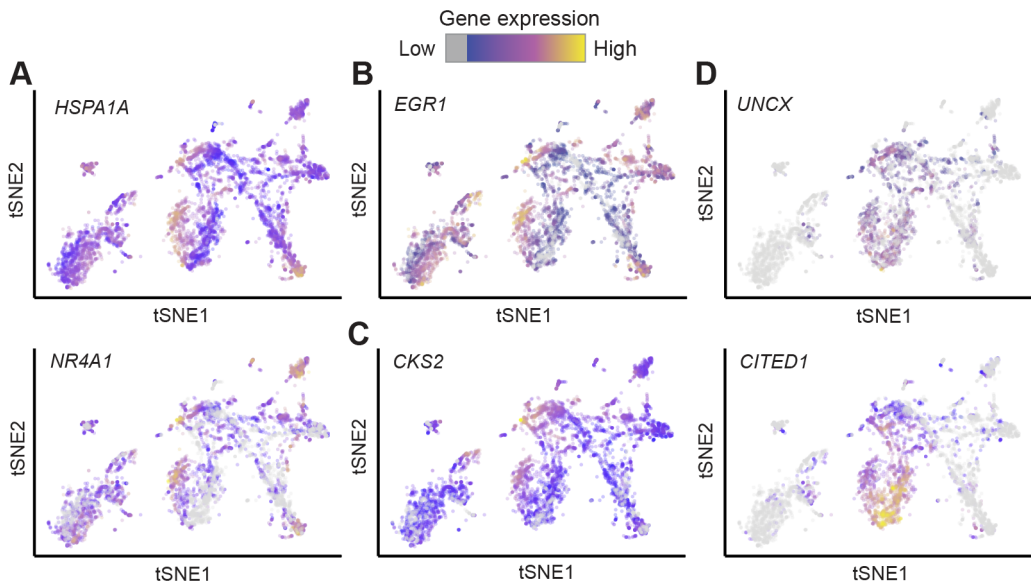 Gene expression
Low High
A B D
HSPA1A EGR1 UNCX
tSNE2 tSNE2 tSNE2
tSNE1 tSNE1 tSNE1
C
NR4A1 CKS2 CITED1
tSNE2 tSNE2 tSNE2
tSNE1 tSNE1 tSNE1